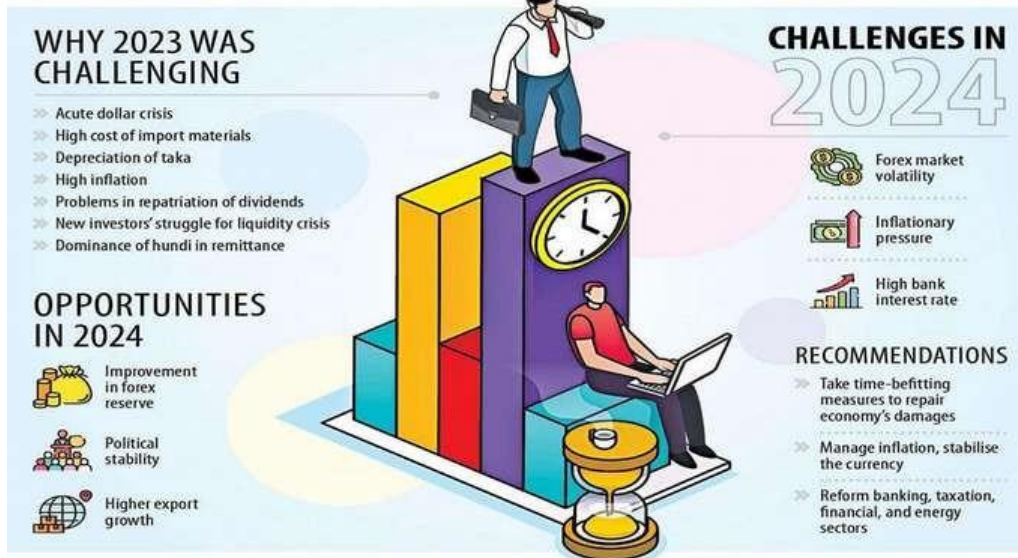 WHY 2023 WAS
CHALLENGING
Acute dollar crisis
High cost of import materials
Depreciation of taka
High inflation
Problems in repatriation of dividends
New investors' struggle for liquidity crisis
Dominance of hundi in remittance
OPPORTUNITIES
IN 2024
Improvement
in forex
reserve
Political
stability
Higher export
growth
CHALLENGES IN
2024
Forex market
volatility
Inflationary
pressure
High bank
interest rate
RECOMMENDATIONS
Take time-befitting
measures to repair
economy's damages
Manage inflation, stabilise
the currency
Reform banking, taxation,
financial, and energy
sectors